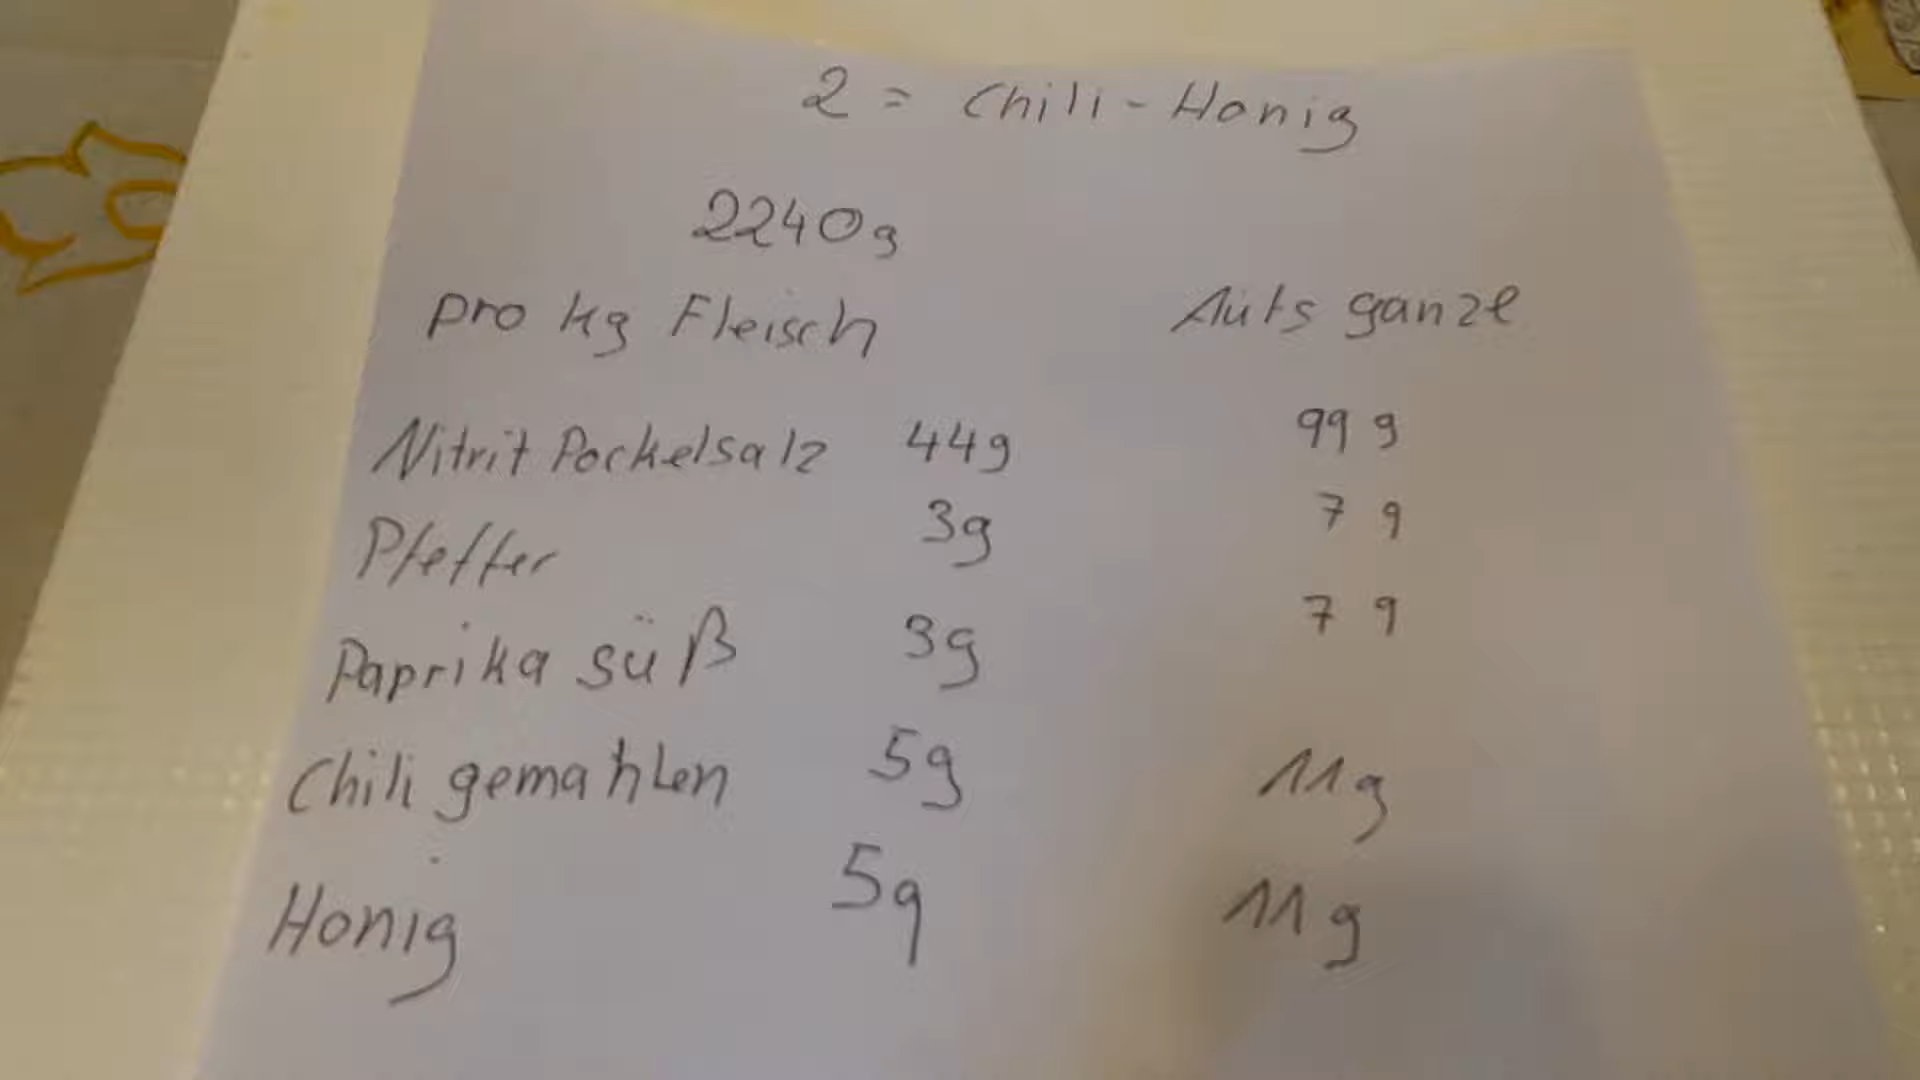 2 = Chili-Honig
2240g
pro kg Fleisch Aufs ganze
Nitrit Pockelsalz 44g 99 g
Pfeffer 3g 7 g
Paprika süß 3g 7 g
Chili gemahlen 5g 11g
Honig 5g 11g